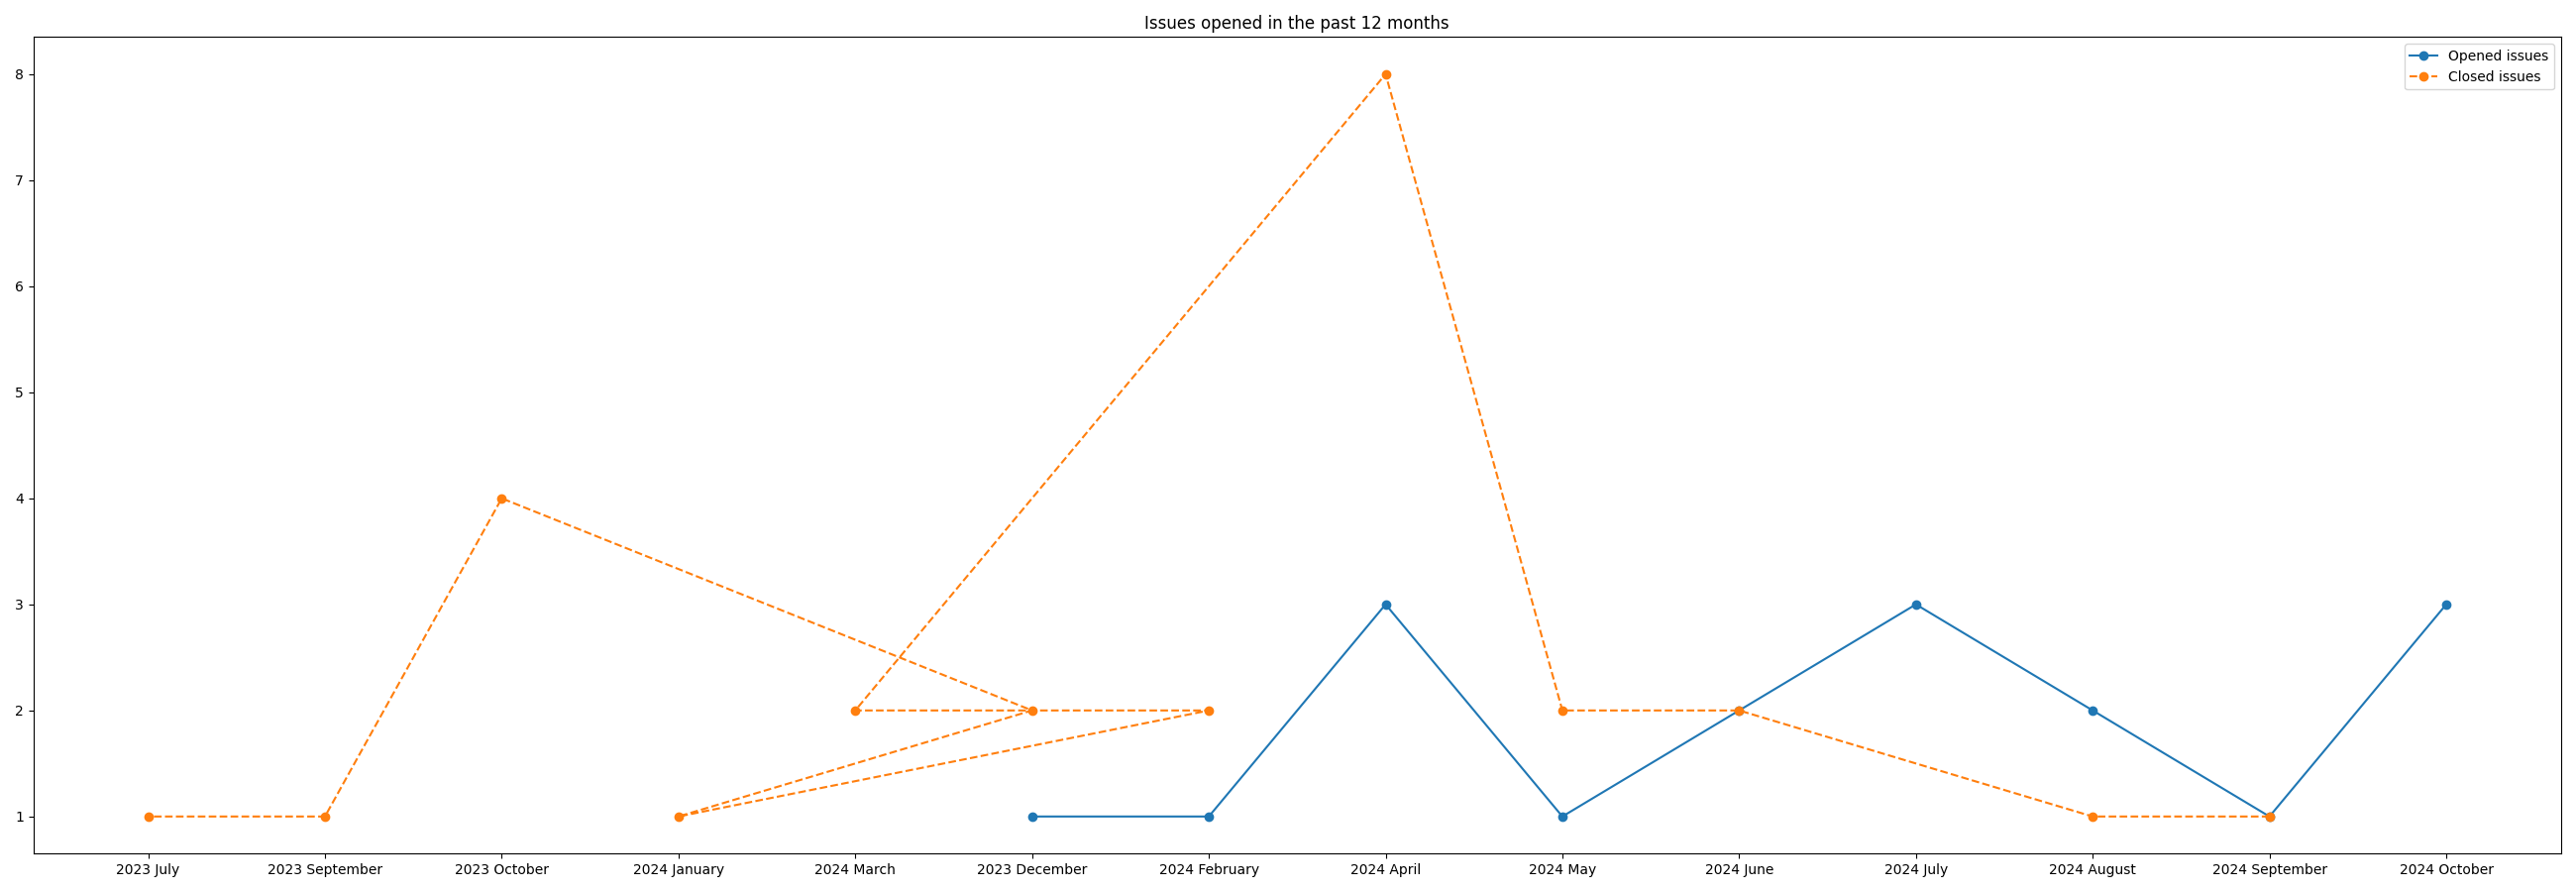 Issues opened in the past 12 months
Opened issues
Closed issues
8
7
6
5
4
3
2
1
2023 July 2023 September 2023 October 2024 January 2024 March 2023 December 2024 February 2024 April 2024 May 2024 June 2024 July 2024 August 2024 September 2024 October